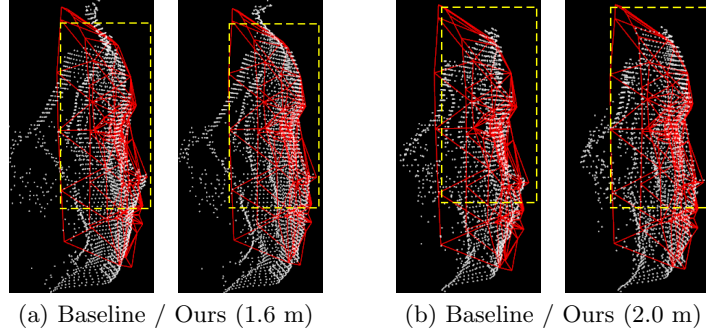 (a) Baseline / Ours (1.6 m)
(b) Baseline / Ours (2.0 m)